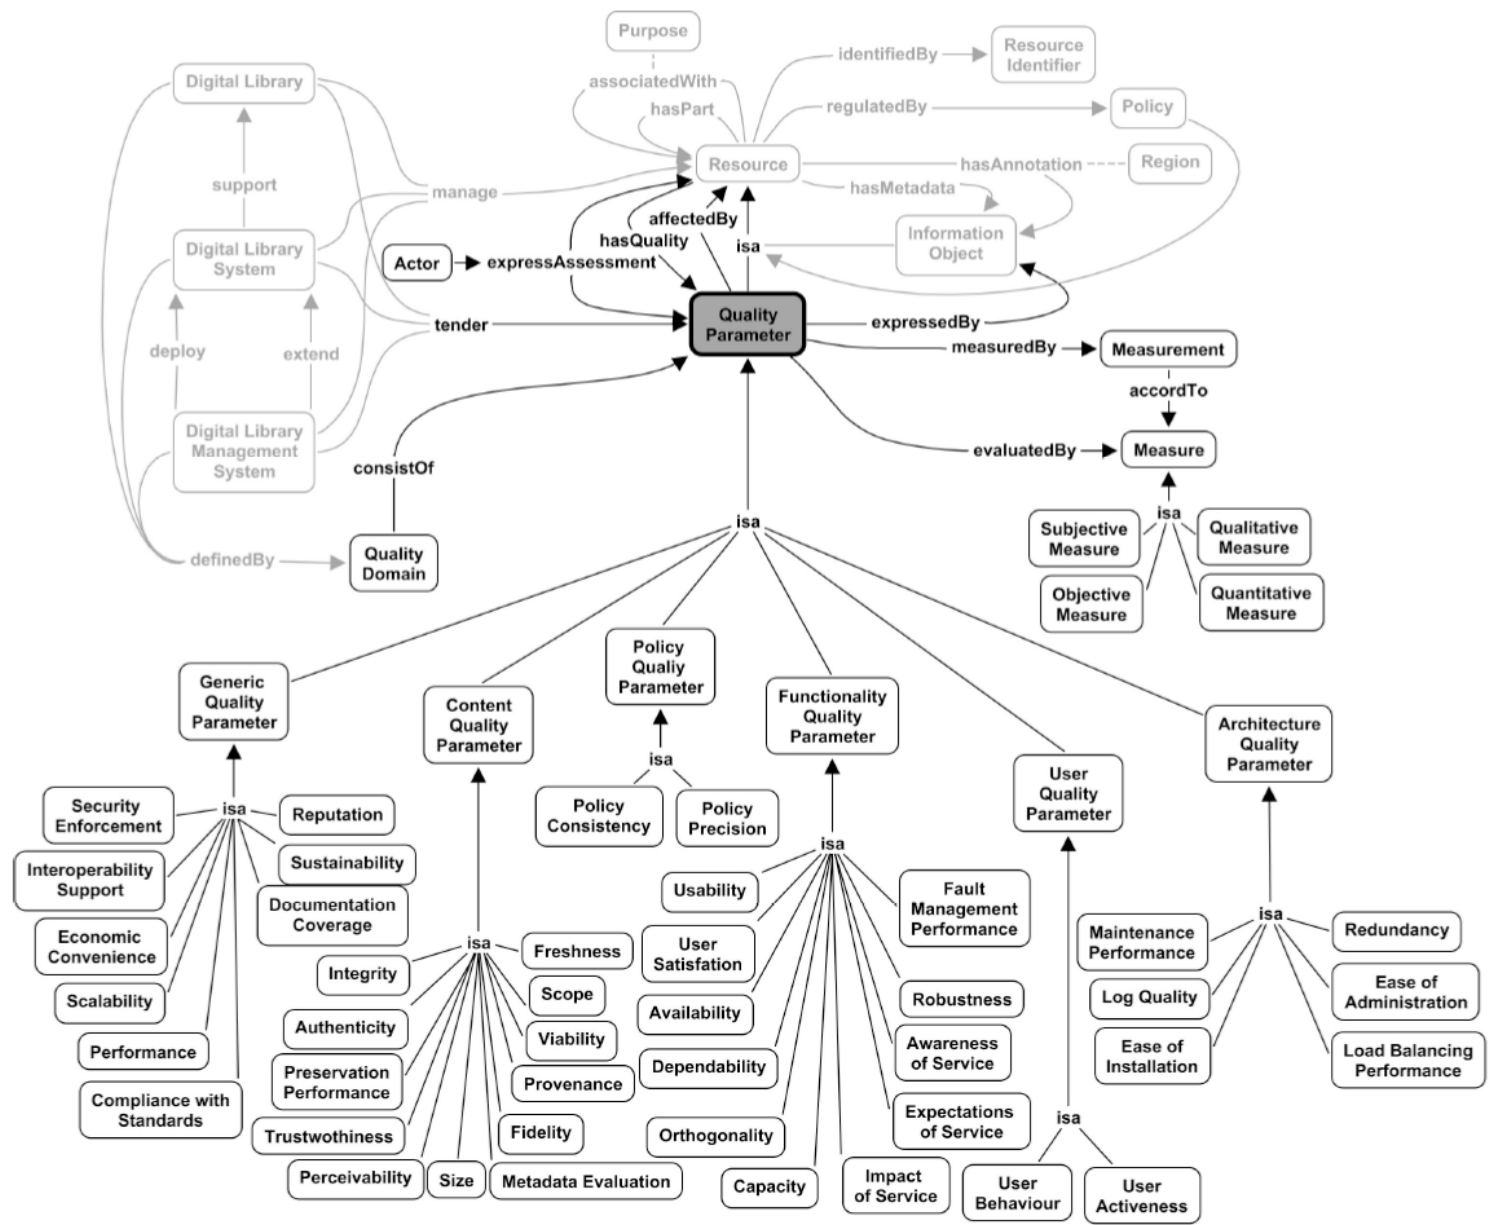 Purpose
associatedWith
hasPart
identifiedBy
Resource
Identifier
regulatedBy
Policy
Digital Library
Resource
hasAnnotation
Region
hasMetadata
support
manage
affectedBy
hasQuality
isa
Information
Object
Digital Library
System
Actor
expressAssessment
Quality
Parameter
tender
expressedBy
measuredBy
Measurement
accordTo
deploy
extend
Digital Library
Management
System
consistOf
evaluatedBy
Measure
isa
isa
Subjective
Measure
Qualitative
Measure
Objective
Measure
Quantitative
Measure
definedBy
Quality
Domain
Generic
Quality
Parameter
Content
Quality
Parameter
Policy
Qualiy
Parameter
Functionality
Quality
Parameter
User
Quality
Parameter
Architecture
Quality
Parameter
isa
Security
Enforcement
Reputation
Interoperability
Support
Sustainability
Documentation
Coverage
Economic
Convenience
Scalability
Performance
Compliance with
Standards
isa
Integrity
Freshness
Scope
Authenticity
Viability
Preservation
Performance
Provenance
Trustwothiness
Fidelity
Perceivability
Size
Metadata Evaluation
isa
Policy
Consistency
Policy
Precision
isa
Usability
Fault
Management
Performance
User
Satisfation
Availability
Robustness
Dependability
Awareness
of Service
Orthogonality
Expectations
of Service
Capacity
Impact
of Service
isa
User
Behaviour
User
Activeness
isa
Maintenance
Performance
Redundancy
Log Quality
Ease of
Administration
Ease of
Installation
Load Balancing
Performance